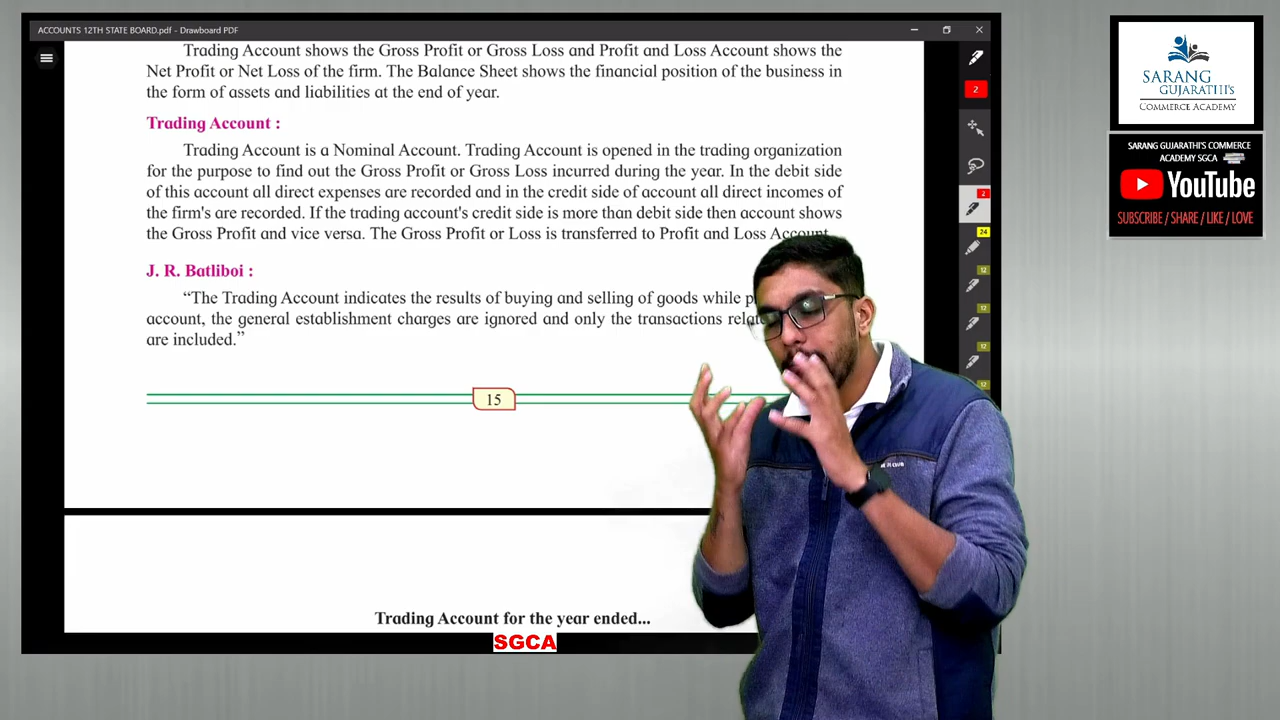 ACCOUNTS 12TH STATE BOARD.pdf - Drawboard PDF
Trading Account shows the Gross Profit or Gross Loss and Profit and Loss Account shows the
Net Profit or Net Loss of the firm. The Balance Sheet shows the financial position of the business in
the form of assets and liabilities at the end of year.
Trading Account :
Trading Account is a Nominal Account. Trading Account is opened in the trading organization
for the purpose to find out the Gross Profit or Gross Loss incurred during the year. In the debit side
of this account all direct expenses are recorded and in the credit side of account all direct incomes of
the firm's are recorded. If the trading account's credit side is more than debit side then account shows
the Gross Profit and vice versa. The Gross Profit or Loss is transferred to Profit and Loss Account.
J. R. Batliboi :
“The Trading Account indicates the results of buying and selling of goods while
account, the general establishment charges are ignored and only the transactions
are included.”
15
Trading Account for the year ended...
SGCA
2
2
24
12
12
12
12
SARANG
GUJARATHI'S
COMMERCE ACADEMY
SARANG GUJARATHI'S COMMERCE
ACADEMY SGCA
YouTube
SUBSCRIBE / SHARE / LIKE / LOVE